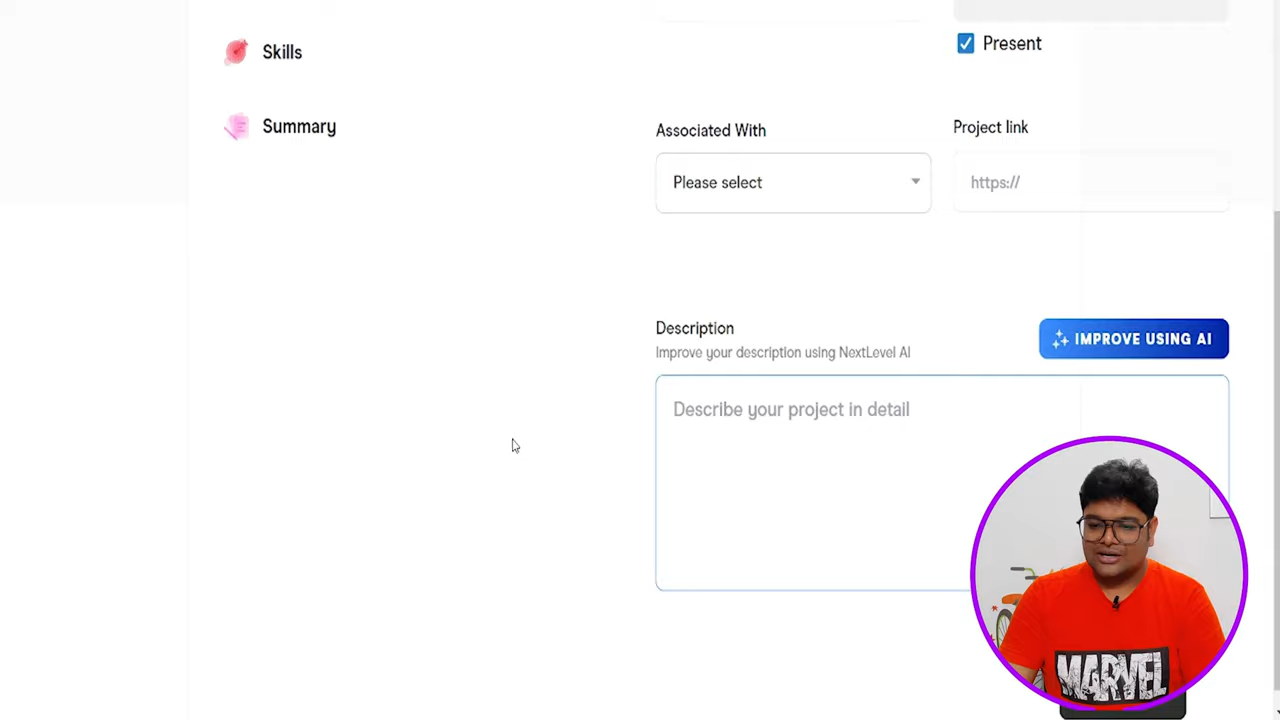 Skills
Present
Summary
Associated With
Project link
Please select
https://
Description
IMPROVE USING AI
Improve your description using NextLevel AI
Describe your project in detail
MARVEL